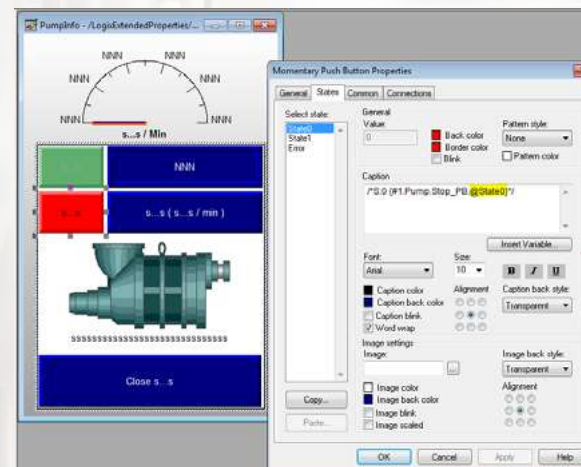 PumpInfo - /LogixExtendedProperties/...
NNN NNN
NNN NNN
NNN NNN
s...s / Min
NNN
s...s
s...s ( s...s / min )
ssssssssssssssssssssssssssssss
Close s...s
Momentary Push Button Properties
General States Common Connections
Select state:
State0
State1
Error
General
Value:
0
Back color
Border color
Blink
Pattern style:
None
Pattern color
Caption
/*S:0 {#1.Pump.Stop_PB.@State0}*/
Insert Variable...
Font:
Arial
Size:
10
B I U
Caption color
Caption back color
Caption blink
Word wrap
Alignment
Caption back style:
Transparent
Image settings
Image:
...
Image back style:
Transparent
Image color
Image back color
Image blink
Image scaled
Alignment
Copy...
Paste...
OK Cancel Apply Help